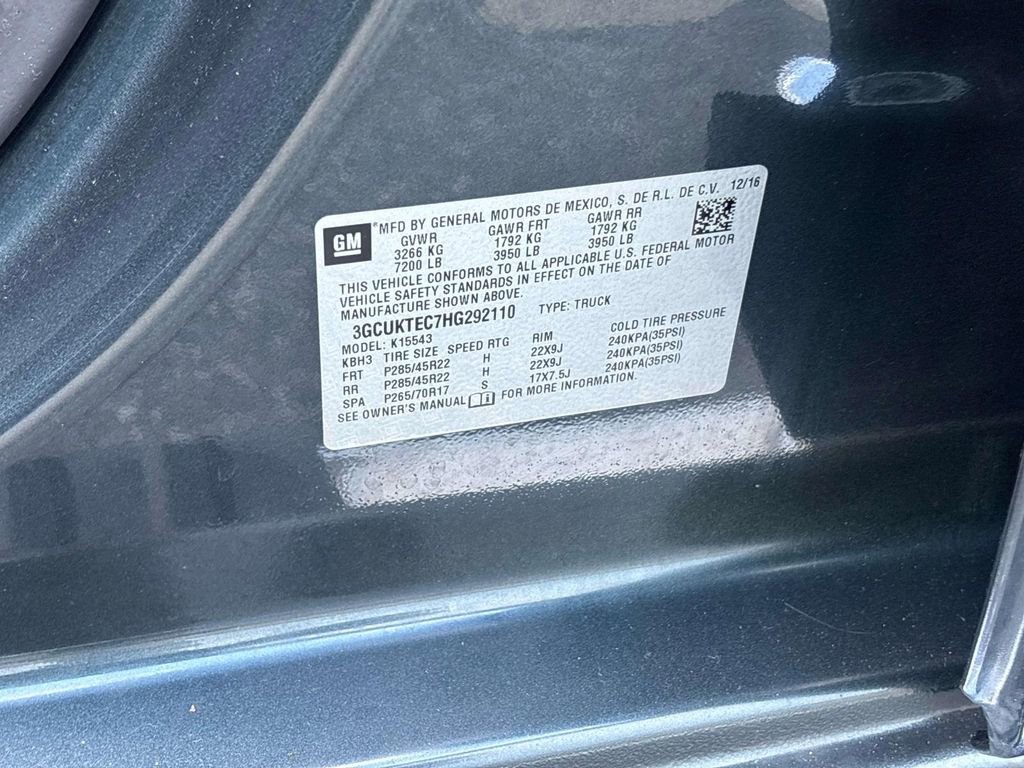 GM
®MFD BY GENERAL MOTORS DE MEXICO, S. DE R.L. DE C.V. 12/16
GVWR GAWR FRT GAWR RR
3266 KG 1792 KG 1792 KG
7200 LB 3950 LB 3950 LB
THIS VEHICLE CONFORMS TO ALL APPLICABLE U.S. FEDERAL MOTOR
VEHICLE SAFETY STANDARDS IN EFFECT ON THE DATE OF
MANUFACTURE SHOWN ABOVE.
3GCUKTEC7HG292110 TYPE: TRUCK
MODEL: K15543
KBH3 TIRE SIZE SPEED RTG RIM COLD TIRE PRESSURE
FRT P285/45R22 H 22X9J 240KPA(35PSI)
RR P285/45R22 H 22X9J 240KPA(35PSI)
SPA P265/70R17 S 17X7.5J 240KPA(35PSI)
SEE OWNER'S MANUAL FOR MORE INFORMATION.